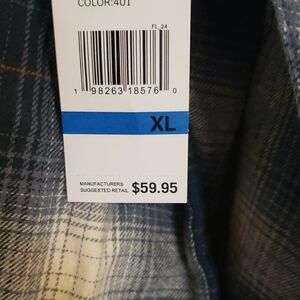 COLOR:401
FL 24
1 98263 18576 0
XL
MANUFACTURERS
SUGGESTED RETAIL $59.95